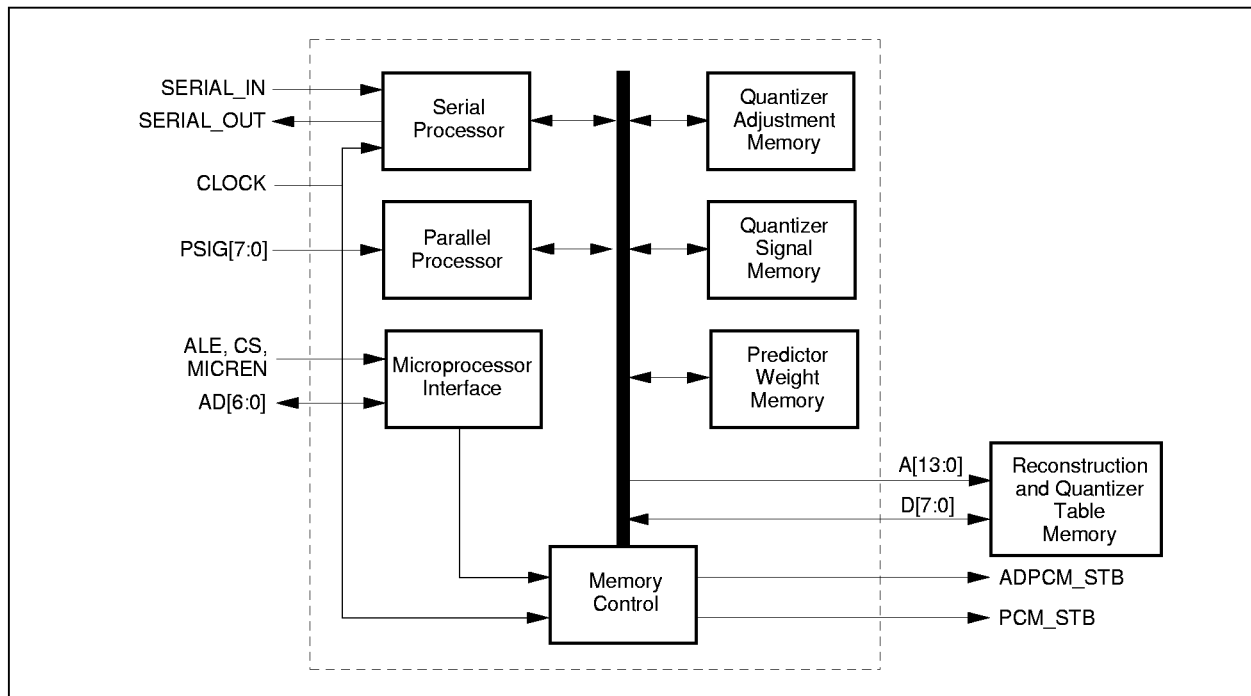 SERIAL_IN
SERIAL_OUT
CLOCK
PSIG[7:0]
ALE, CS,
MICREN
AD[6:0]
Serial
Processor
Parallel
Processor
Microprocessor
Interface
Quantizer
Adjustment
Memory
Quantizer
Signal
Memory
Predictor
Weight
Memory
A[13:0]
D[7:0]
Reconstruction
and Quantizer
Table
Memory
Memory
Control
ADPCM_STB
PCM_STB